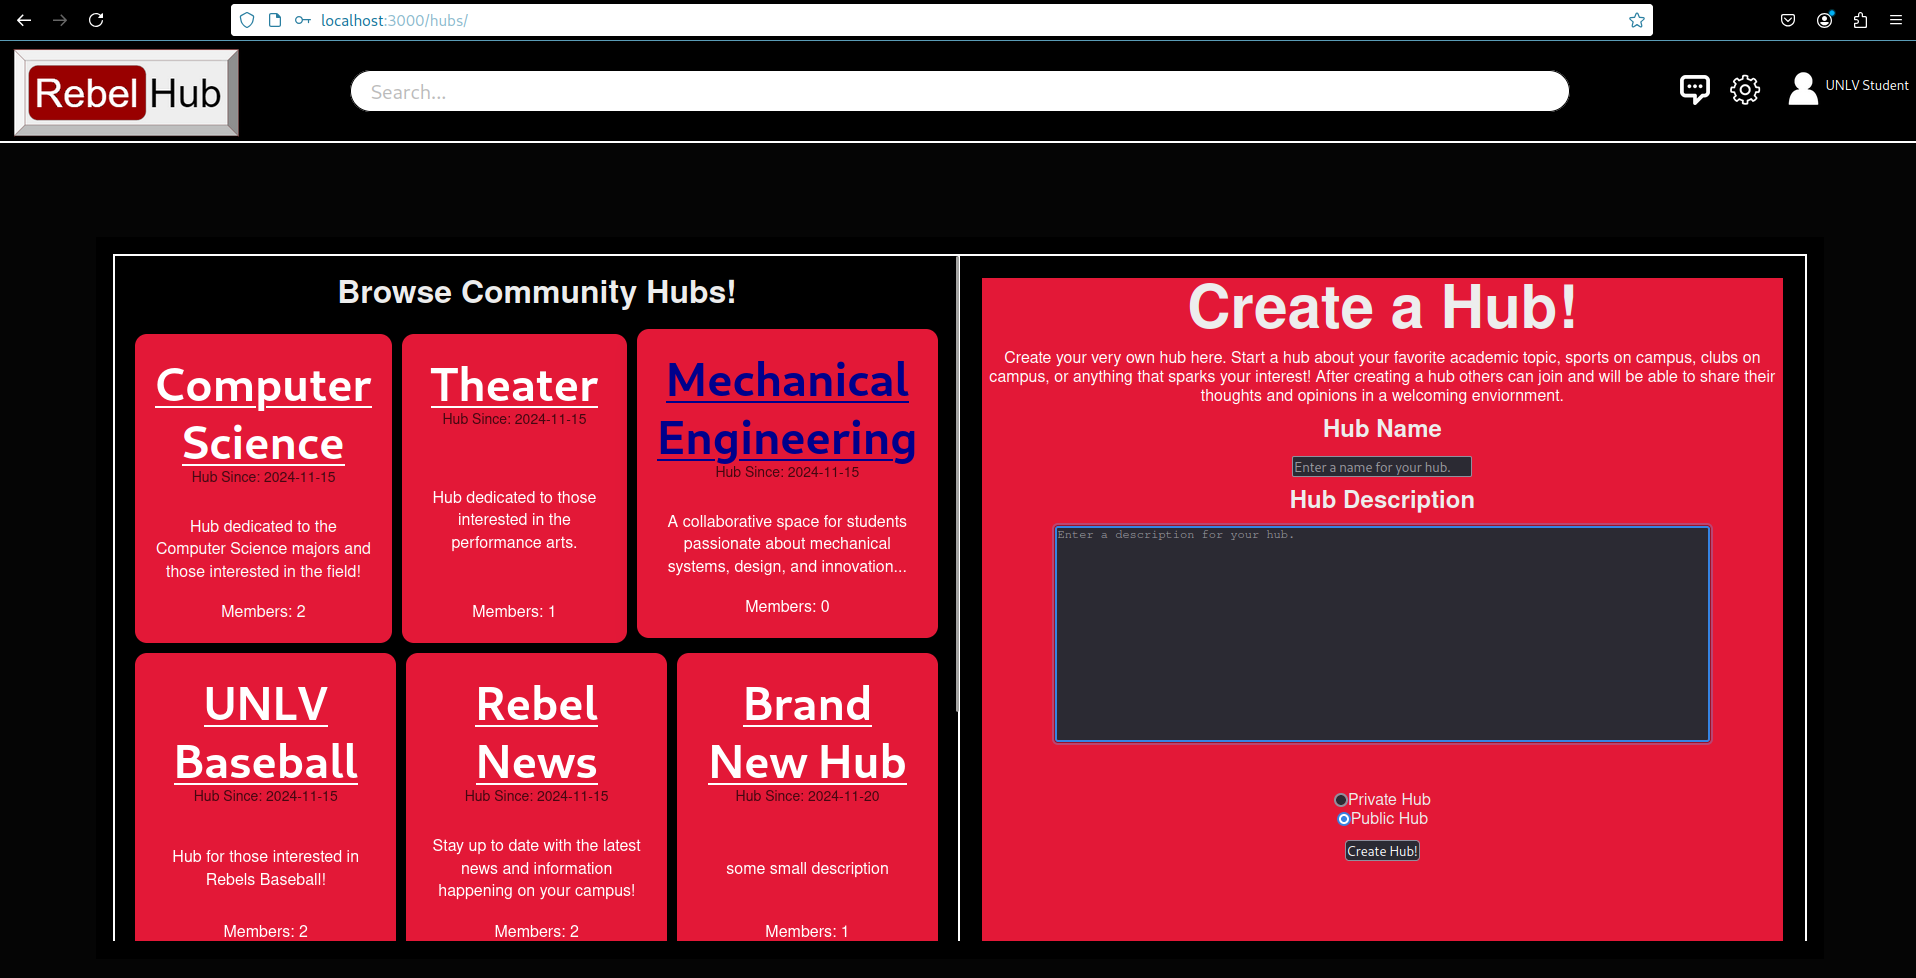 localhost:3000/hubs/
Rebel Hub
Search...
UNLV Student
Browse Community Hubs!
Computer
Science
Hub Since: 2024-11-15
Hub dedicated to the
Computer Science majors and
those interested in the field!
Members: 2
Theater
Hub Since: 2024-11-15
Hub dedicated to those
interested in the
performance arts.
Members: 1
Mechanical
Engineering
Hub Since: 2024-11-15
A collaborative space for students
passionate about mechanical
systems, design, and innovation...
Members: 0
UNLV
Baseball
Hub Since: 2024-11-15
Hub for those interested in
Rebels Baseball!
Members: 2
Rebel
News
Hub Since: 2024-11-15
Stay up to date with the latest
news and information
happening on your campus!
Members: 2
Brand
New Hub
Hub Since: 2024-11-20
some small description
Members: 1
Create a Hub!
Create your very own hub here. Start a hub about your favorite academic topic, sports on campus, clubs on
campus, or anything that sparks your interest! After creating a hub others can join and will be able to share their
thoughts and opinions in a welcoming enviornment.
Hub Name
Enter a name for your hub.
Hub Description
Enter a description for your hub.
Private Hub
Public Hub
Create Hub!